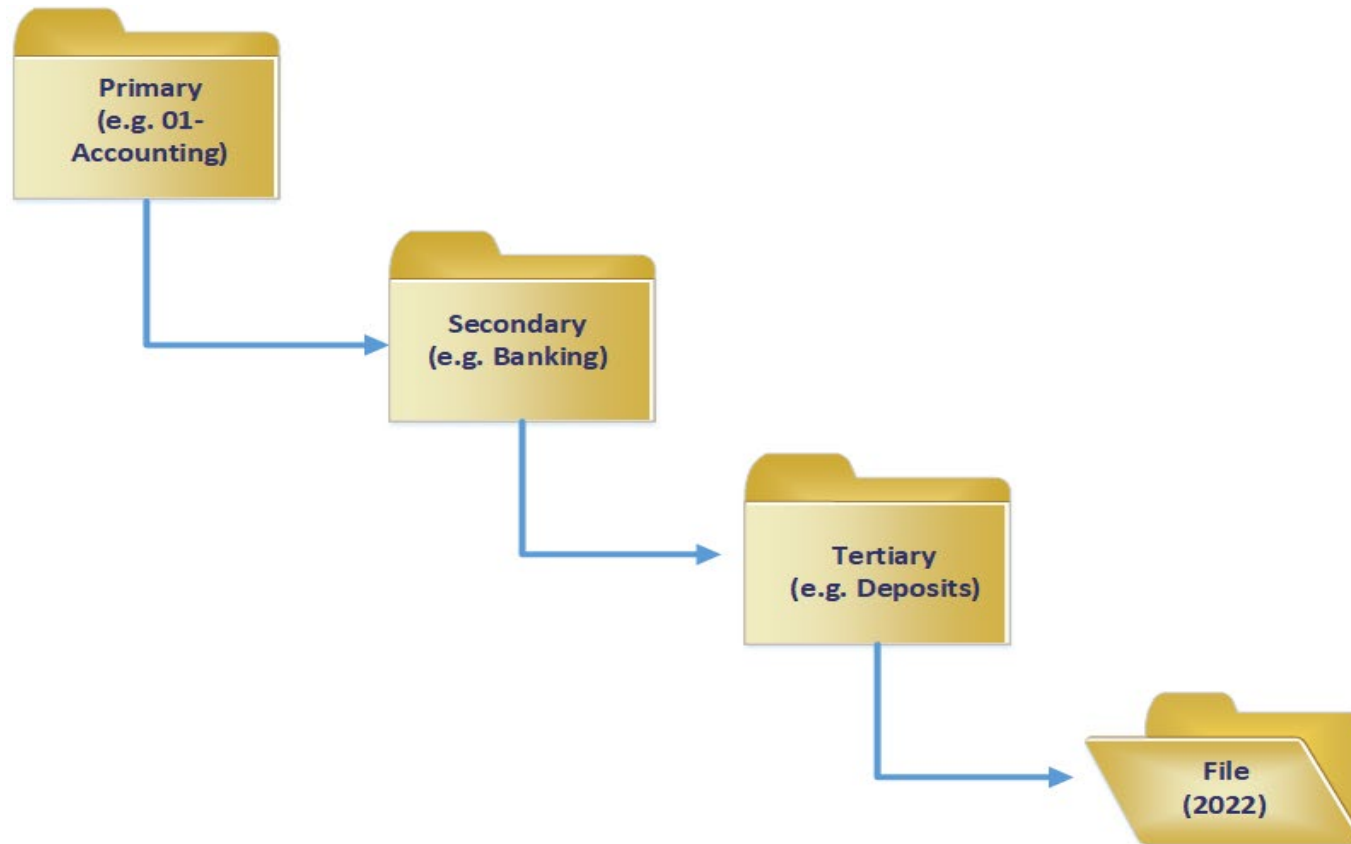 Primary
(e.g. 01-
Accounting)
Secondary
(e.g. Banking)
Tertiary
(e.g. Deposits)
File
(2022)